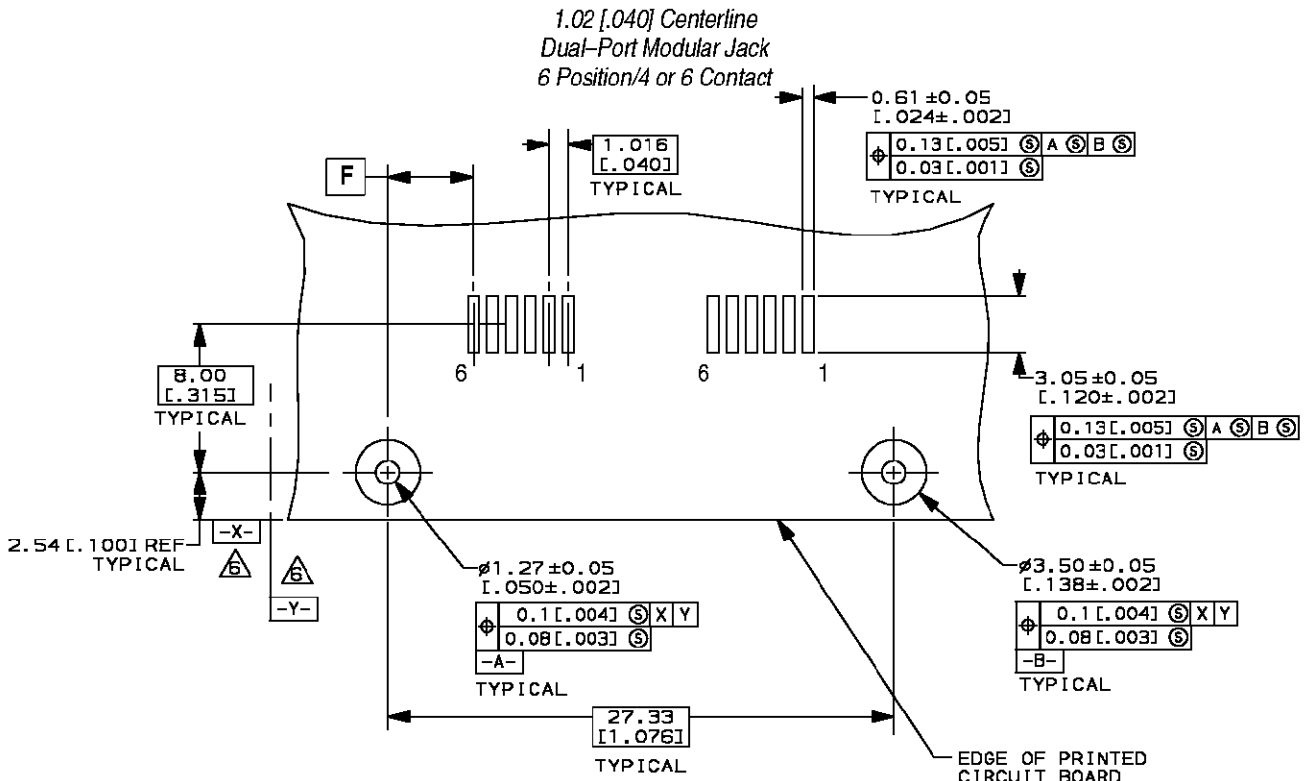 1.02 [.040] Centerline
Dual–Port Modular Jack
6 Position/4 or 6 Contact
0.61±0.05
[.024±.002]
⌖ 0.13[.005] Ⓢ A Ⓢ B Ⓢ
0.03[.001] Ⓢ
TYPICAL
1.016
[.040]
TYPICAL
F
6 1
6 1
8.00
[.315]
TYPICAL
3.05±0.05
[.120±.002]
⌖ 0.13[.005] Ⓢ A Ⓢ B Ⓢ
0.03[.001] Ⓢ
TYPICAL
2.54[.100] REF
TYPICAL
-X-
6
6
-Y-
ø1.27±0.05
[.050±.002]
⌖ 0.1[.004] Ⓢ X Y
0.08[.003] Ⓢ
-A-
TYPICAL
ø3.50±0.05
[.138±.002]
⌖ 0.1[.004] Ⓢ X Y
0.08[.003] Ⓢ
-B-
TYPICAL
27.33
[1.076]
TYPICAL
EDGE OF PRINTED
CIRCUIT BOARD